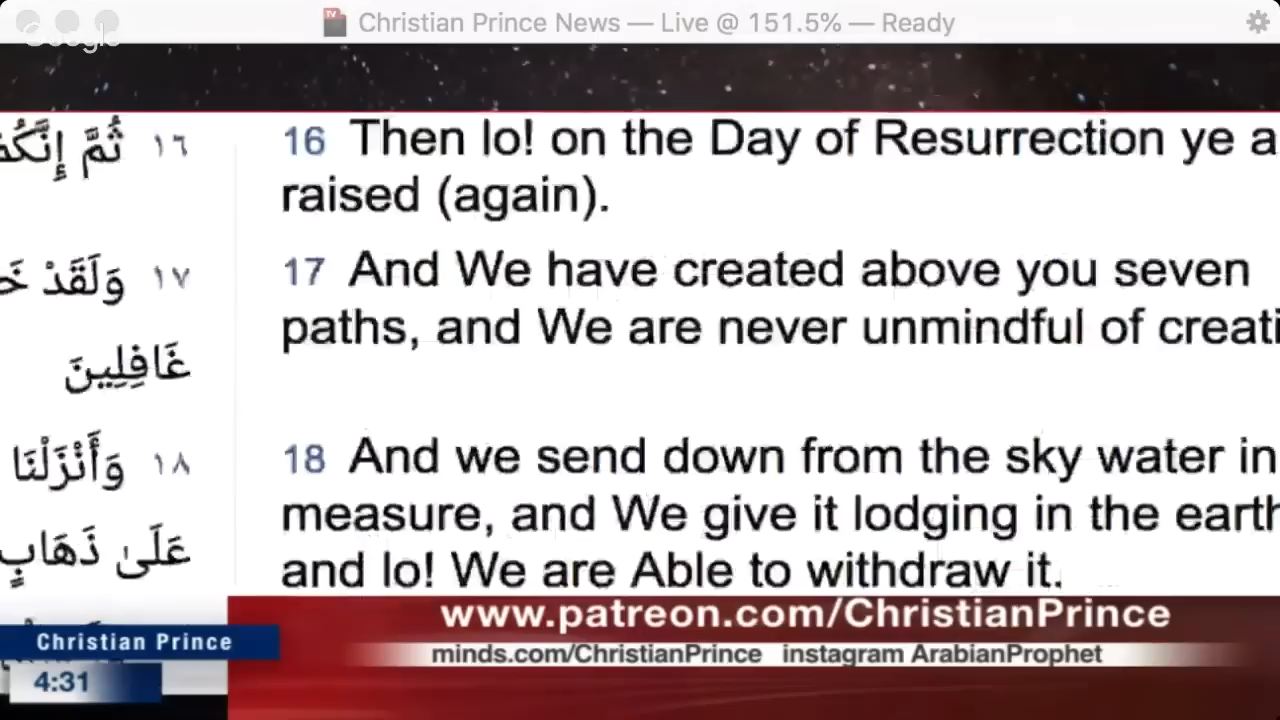 Christian Prince News — Live @ 151.5% — Ready
Google
١٦ ثُمَّ
16 Then lo! on the Day of Resurrection ye
raised (again).
١٧ وَلَقَدْ
17 And We have created above you seven
paths, and We are never unmindful of
غَافِلِينَ
١٨ وَأَنْزَلْنَا
18 And we send down from the sky water in
measure, and We give it lodging in the earth
عَلَىٰ ذَهَابٍ
and lo! We are Able to withdraw it.
www.patreon.com/ChristianPrince
Christian Prince
minds.com/ChristianPrince instagram ArabianProphet
4:31